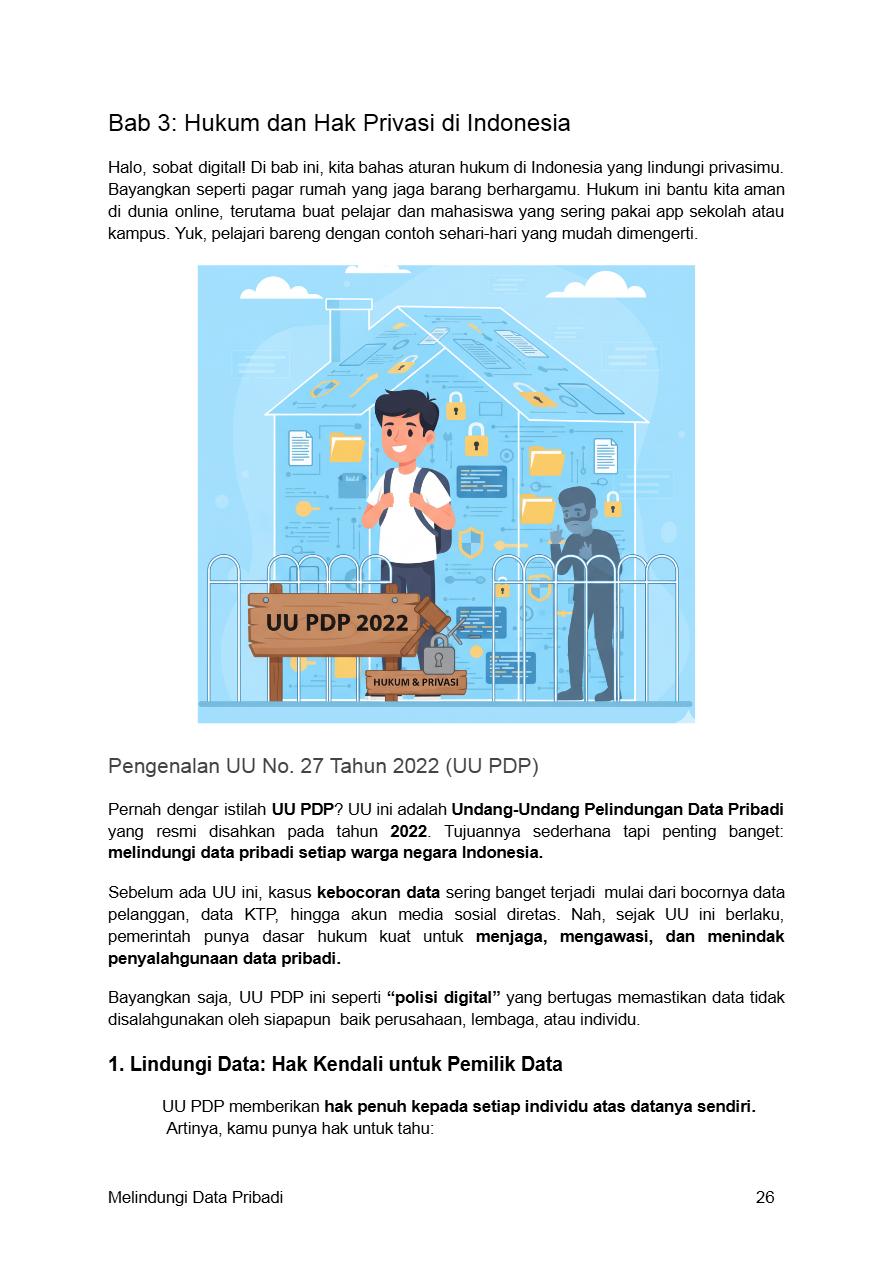 Bab 3: Hukum dan Hak Privasi di Indonesia
Halo, sobat digital! Di bab ini, kita bahas aturan hukum di Indonesia yang lindungi privasimu.
Bayangkan seperti pagar rumah yang jaga barang berhargamu. Hukum ini bantu kita aman
di dunia online, terutama buat pelajar dan mahasiswa yang sering pakai app sekolah atau
kampus. Yuk, pelajari bareng dengan contoh sehari-hari yang mudah dimengerti.
UU PDP 2022
HUKUM & PRIVASI
Pengenalan UU No. 27 Tahun 2022 (UU PDP)
Pernah dengar istilah UU PDP? UU ini adalah Undang-Undang Pelindungan Data Pribadi
yang resmi disahkan pada tahun 2022. Tujuannya sederhana tapi penting banget:
melindungi data pribadi setiap warga negara Indonesia.
Sebelum ada UU ini, kasus kebocoran data sering banget terjadi  mulai dari bocornya data
pelanggan, data KTP, hingga akun media sosial diretas. Nah, sejak UU ini berlaku,
pemerintah punya dasar hukum kuat untuk menjaga, mengawasi, dan menindak
penyalahgunaan data pribadi.
Bayangkan saja, UU PDP ini seperti “polisi digital” yang bertugas memastikan data tidak
disalahgunakan oleh siapapun  baik perusahaan, lembaga, atau individu.
1. Lindungi Data: Hak Kendali untuk Pemilik Data
UU PDP memberikan hak penuh kepada setiap individu atas datanya sendiri.
Artinya, kamu punya hak untuk tahu:
Melindungi Data Pribadi 26